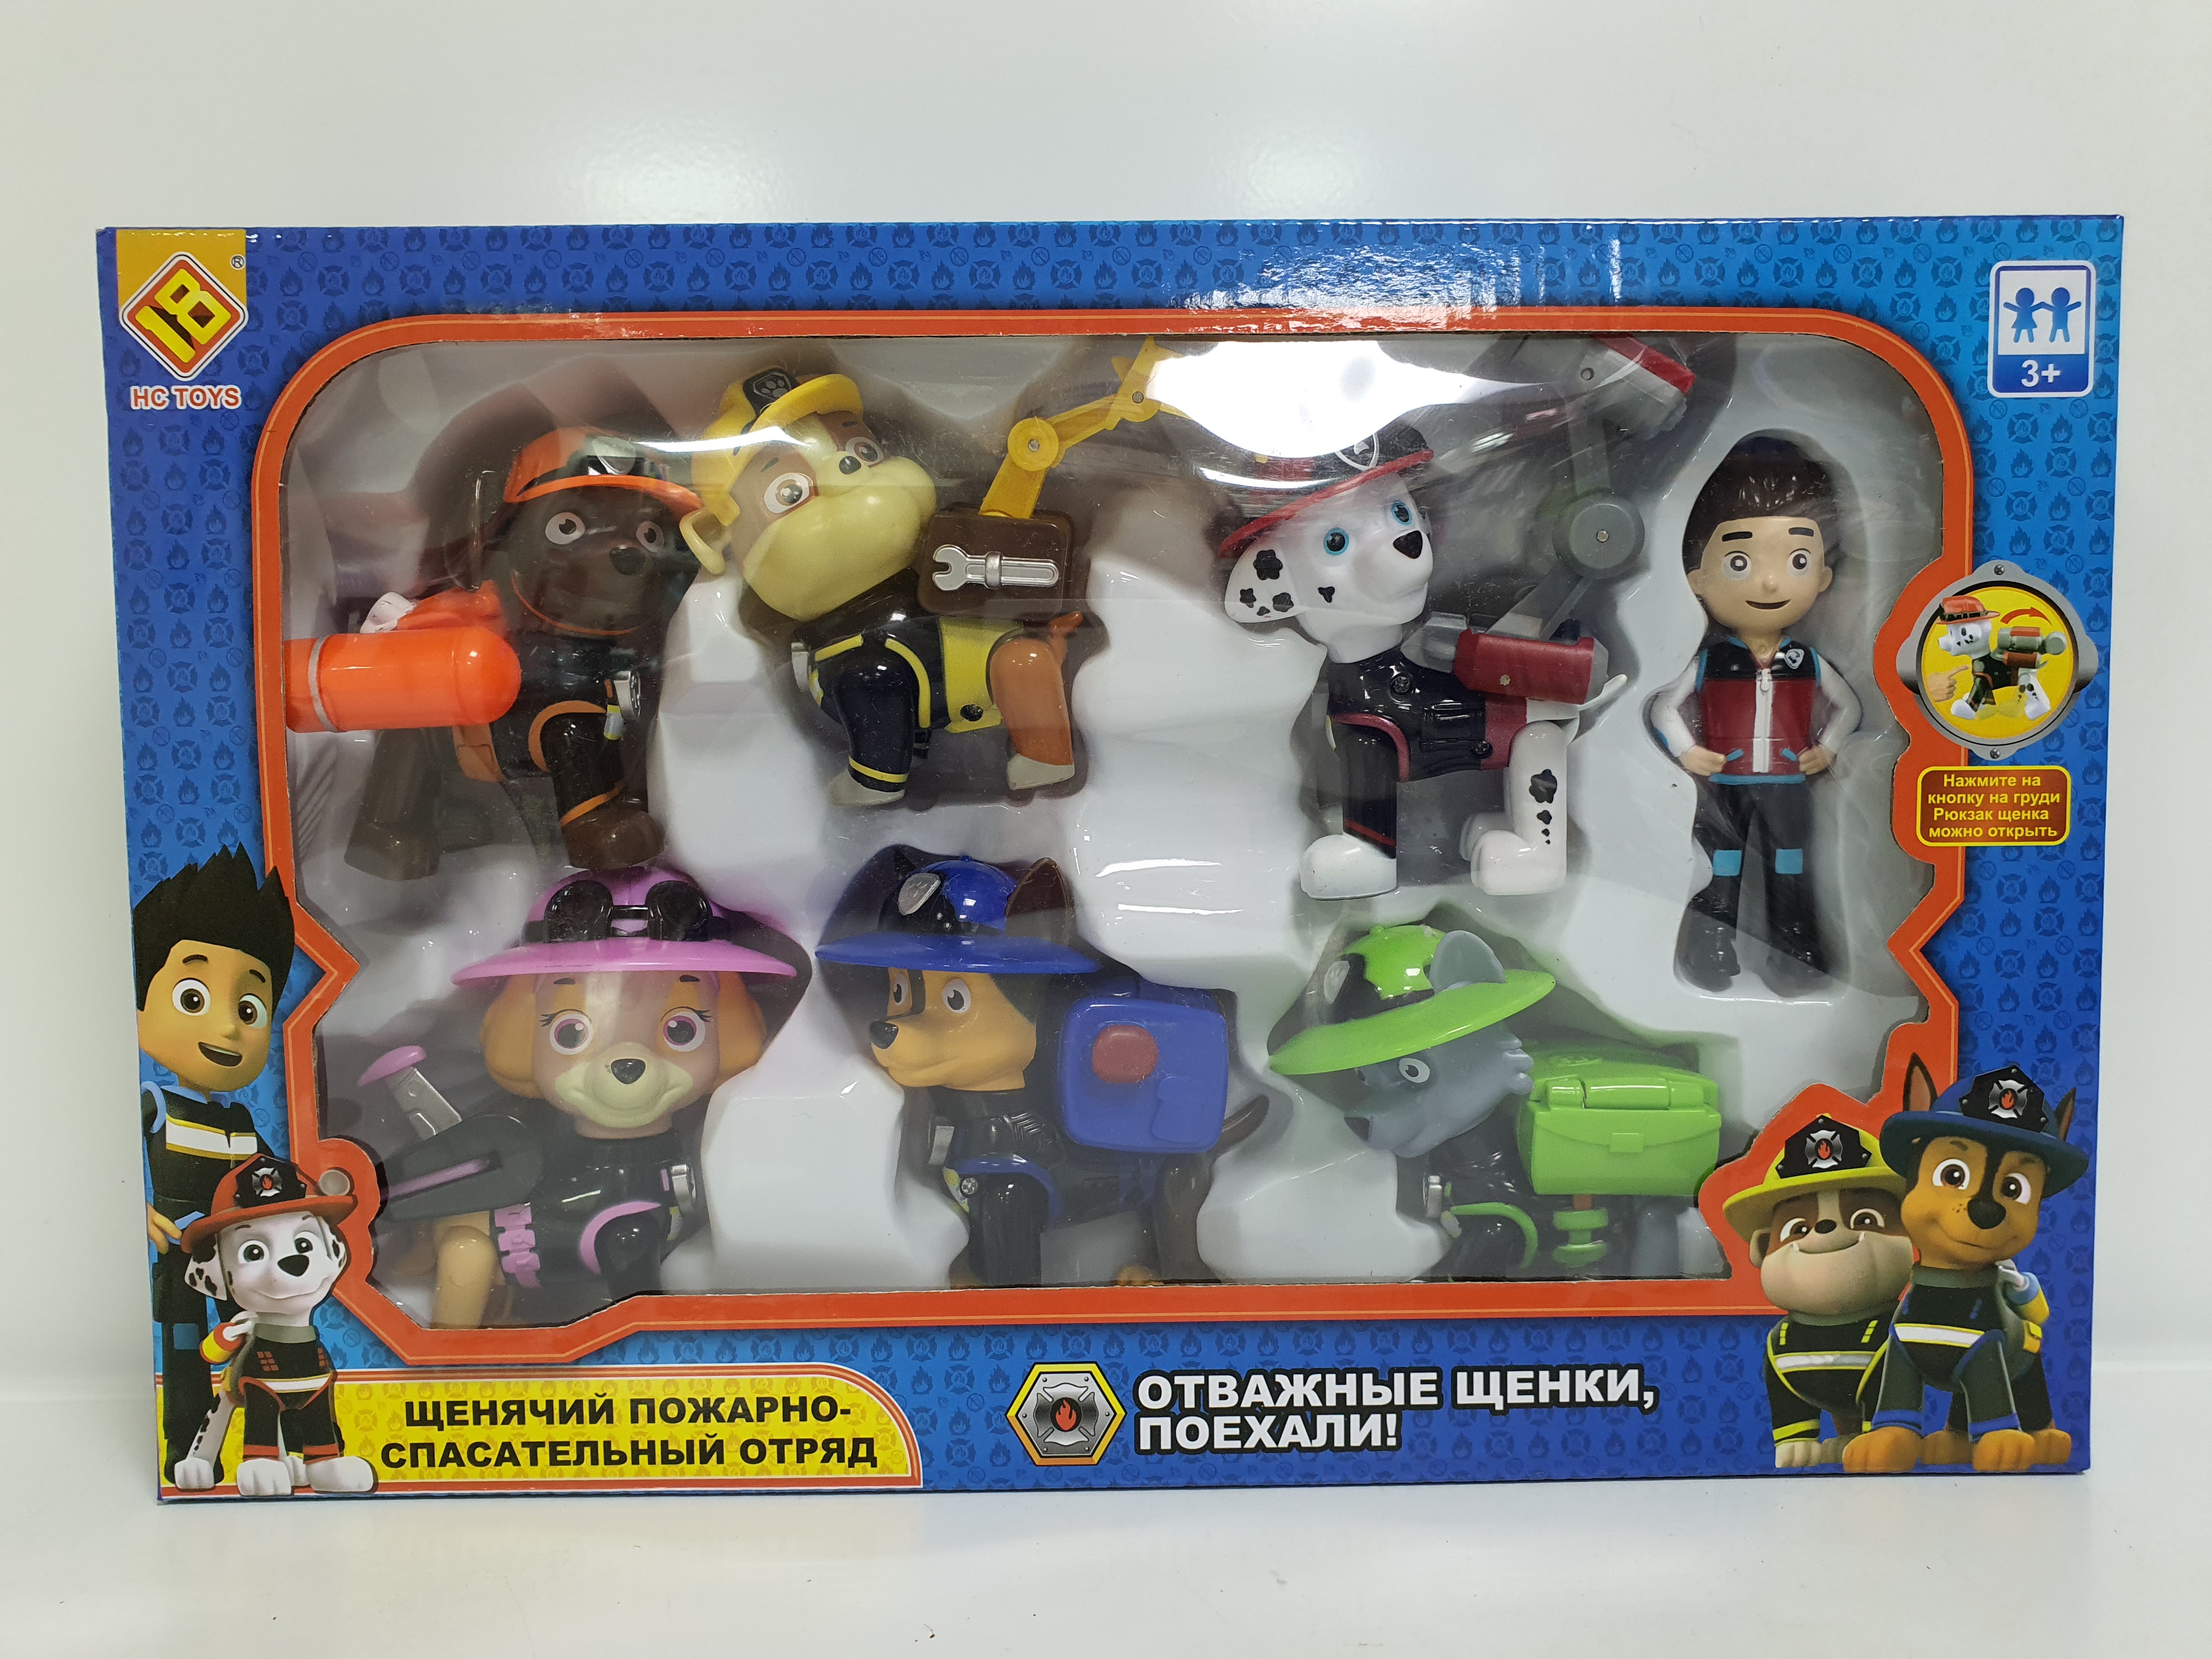 18®
HC TOYS
3+
Нажмите на
кнопку на груди
Рюкзак щенка
можно открыть
ЩЕНЯЧИЙ ПОЖАРНО-
СПАСАТЕЛЬНЫЙ ОТРЯД
ОТВАЖНЫЕ ЩЕНКИ,
ПОЕХАЛИ!